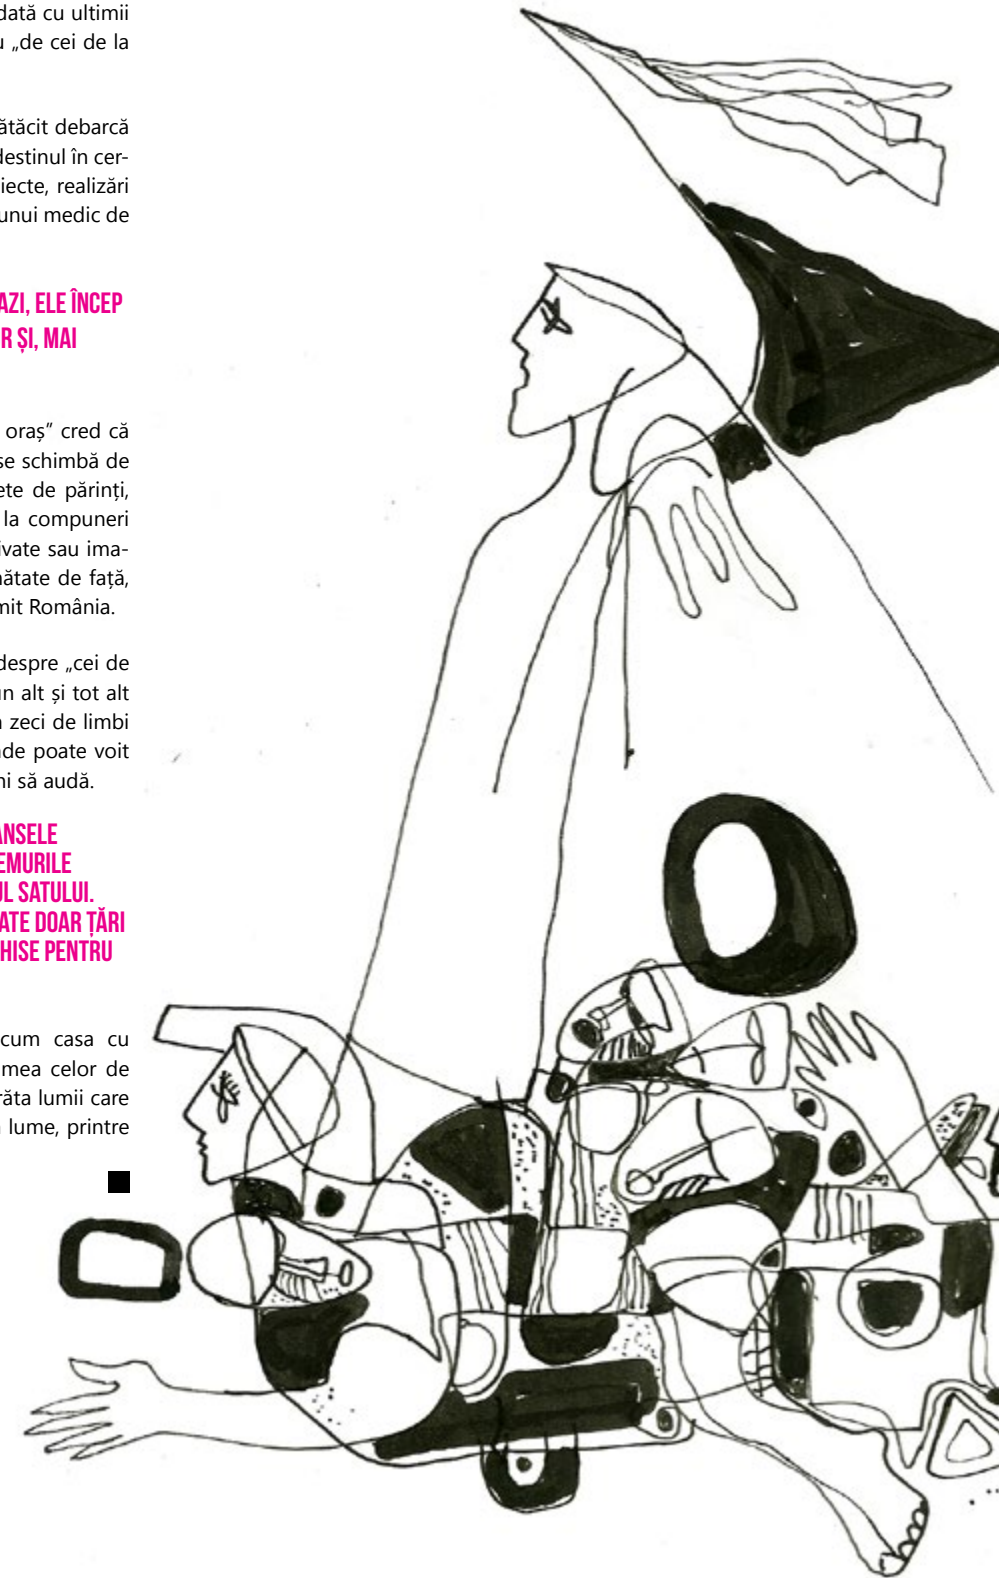 dată cu ultimii
u „de cei de la
ătăcit debarcă
destinul în cer-
iecte, realizări
unui medic de
AZI, ELE ÎNCEP
R ȘI, MAI
oraș” cred că
se schimbă de
ete de părinți,
la compuneri
ivate sau ima-
nătate de față,
mit România.
despre „cei de
un alt și tot alt
n zeci de limbi
nde poate voit
ni să audă.
ANSELE
EMURILE
UL SATULUI.
ATE DOAR ȚĂRI
HISE PENTRU
cum casa cu
mea celor de
răta lumii care
lume, printre